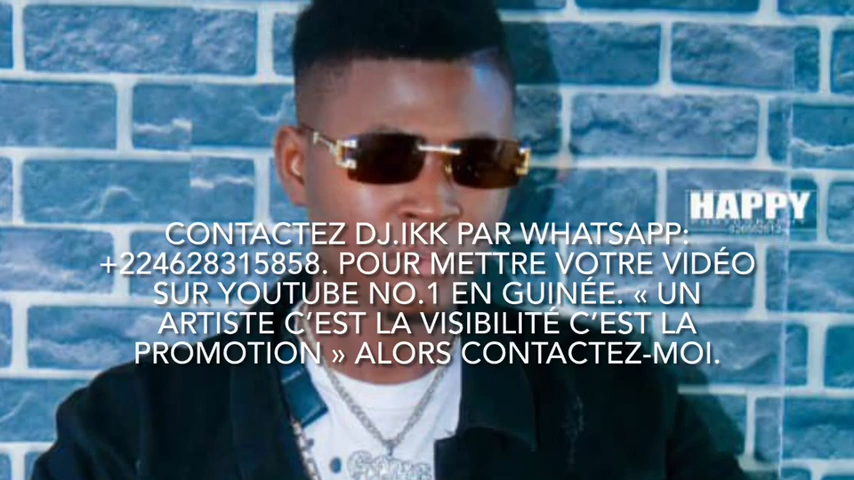 HAPPY
CONTACTEZ DJ.IKK PAR WHATSAPP:
+224628315858. POUR METTRE VOTRE VIDÉO
SUR YOUTUBE NO.1 EN GUINÉE. « UN
ARTISTE C’EST LA VISIBILITÉ C’EST LA
PROMOTION » ALORS CONTACTEZ-MOI.